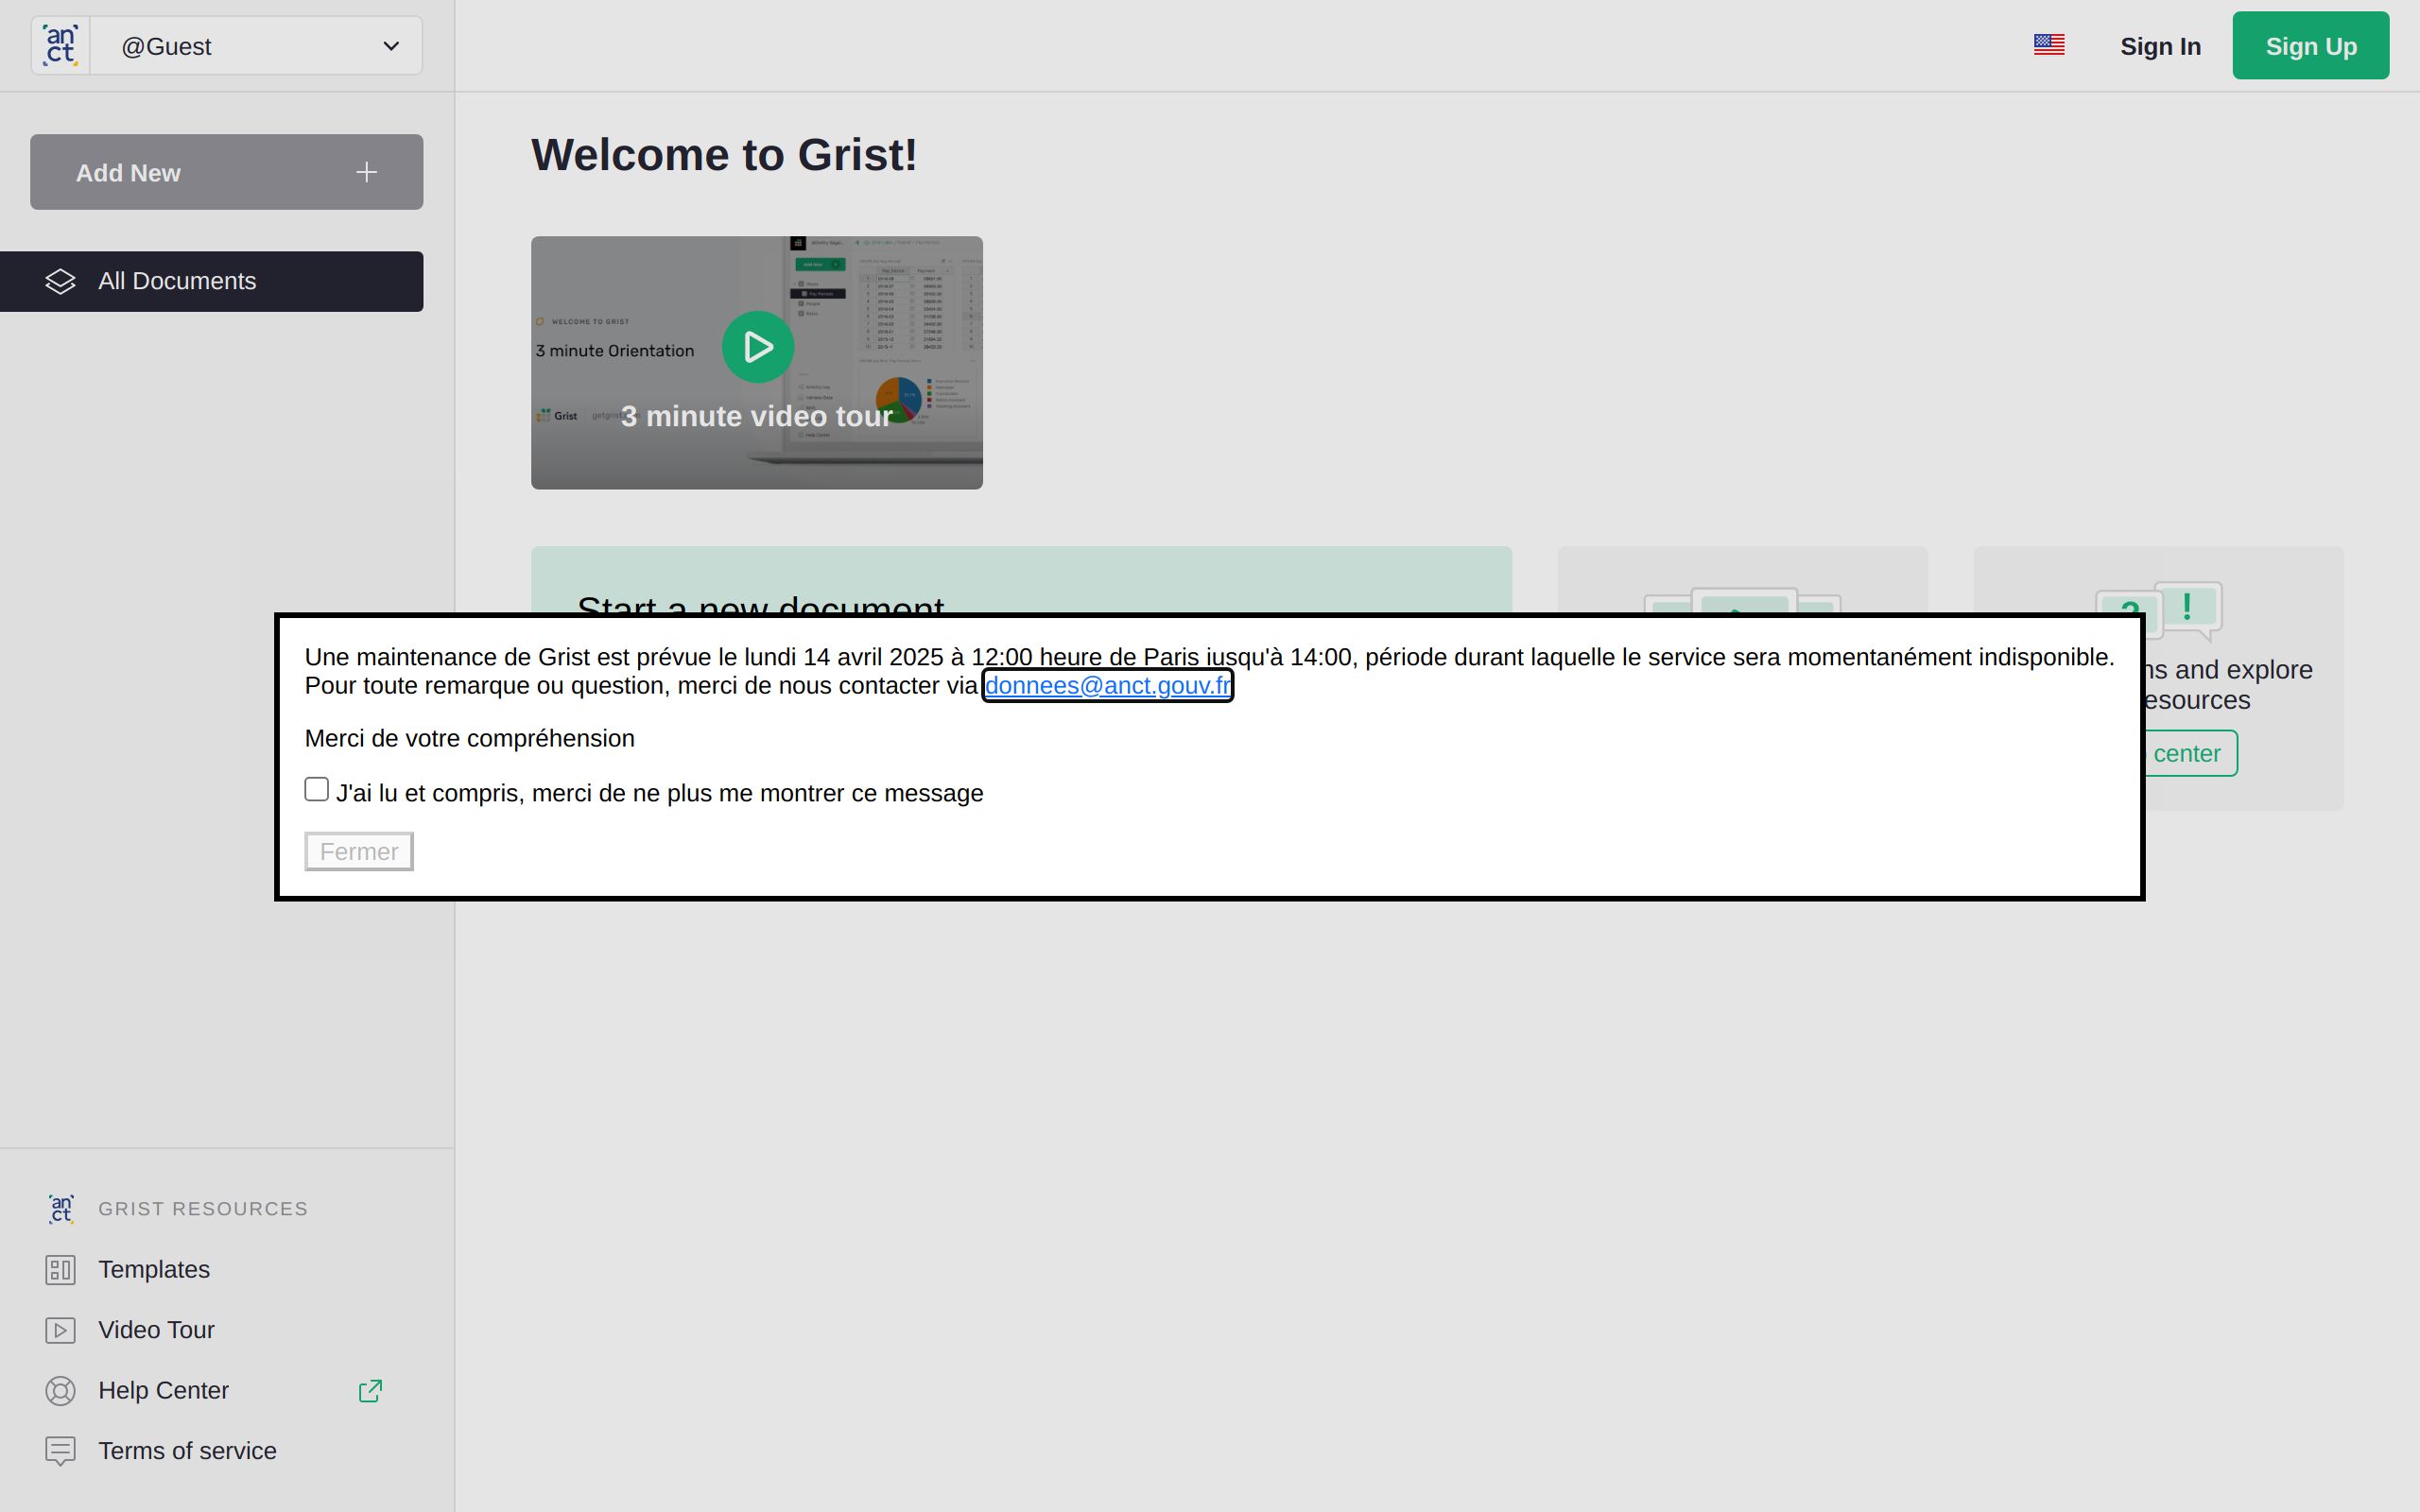 an ct
@Guest
Sign In
Sign Up
Add New
All Documents
Welcome to Grist!
WELCOME TO GRIST
3 minute Orientation
Grist
3 minute video tour
Start a new document
? !
Une maintenance de Grist est prévue le lundi 14 avril 2025 à 12:00 heure de Paris jusqu'à 14:00, période durant laquelle le service sera momentanément indisponible.
Pour toute remarque ou question, merci de nous contacter via donnees@anct.gouv.fr
Merci de votre compréhension
J'ai lu et compris, merci de ne plus me montrer ce message
Fermer
and explore
center
an ct
GRIST RESOURCES
Templates
Video Tour
Help Center
Terms of service